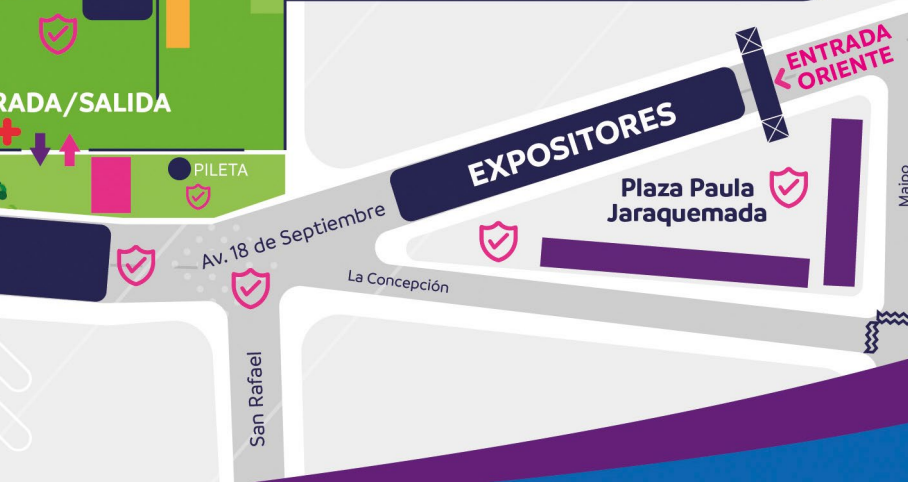 RADA/SALIDA
ENTRADA
ORIENTE
EXPOSITORES
PILETA
Plaza Paula
Jaraquemada
Maipo
Av. 18 de Septiembre
La Concepción
San Rafael